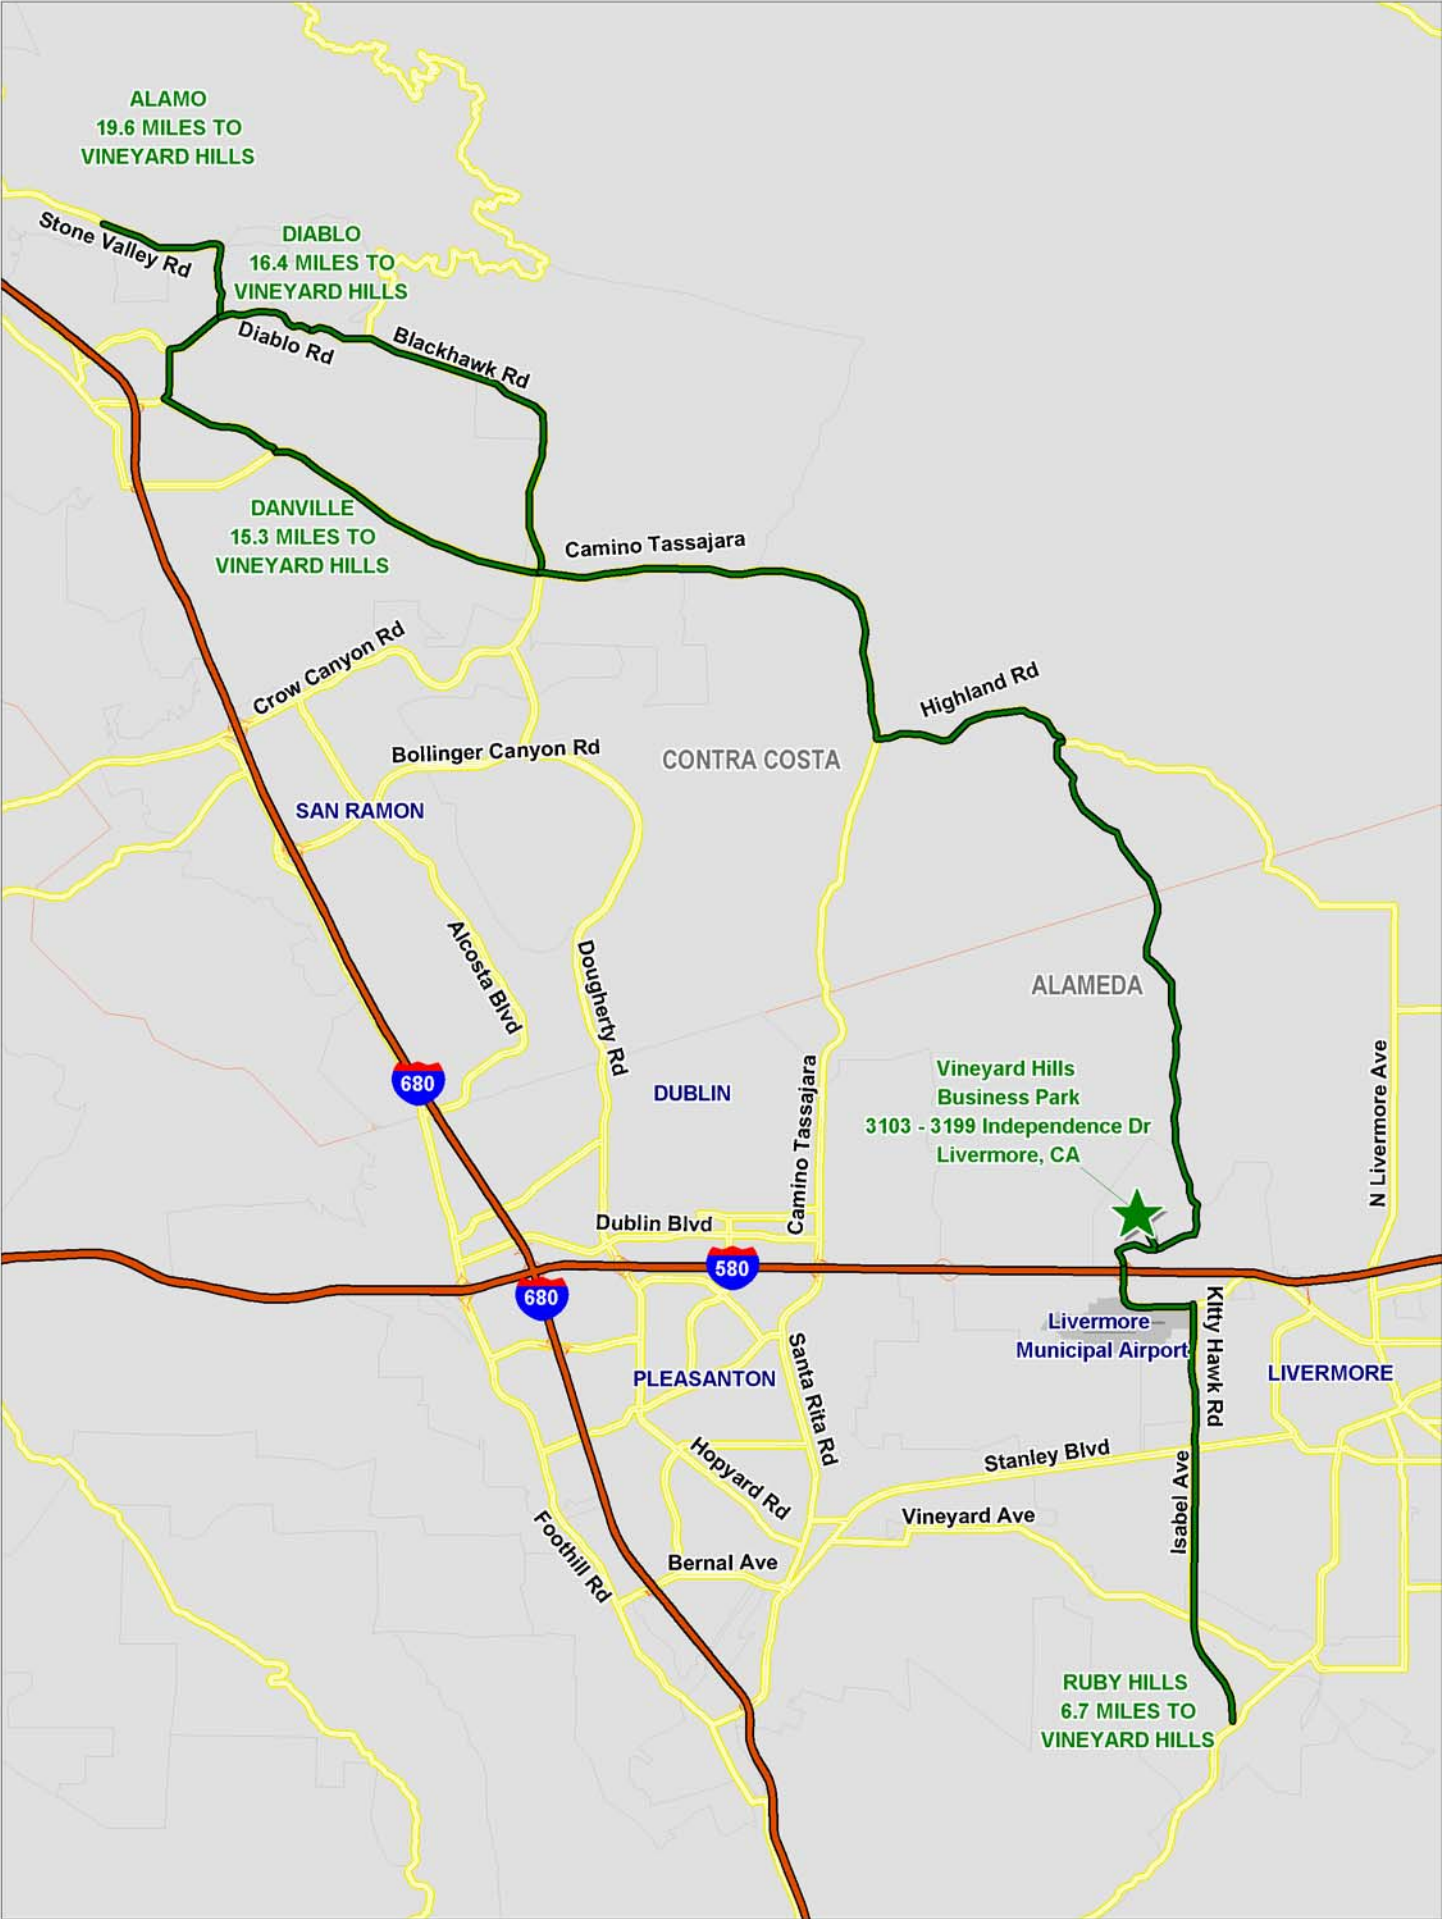 ALAMO
19.6 MILES TO
VINEYARD HILLS
Stone Valley Rd
DIABLO
16.4 MILES TO
VINEYARD HILLS
Diablo Rd
Blackhawk Rd
DANVILLE
15.3 MILES TO
VINEYARD HILLS
Camino Tassajara
Crow Canyon Rd
Highland Rd
Bollinger Canyon Rd
CONTRA COSTA
SAN RAMON
Alcosta Blvd
Dougherty Rd
ALAMEDA
680
DUBLIN
Camino Tassajara
Vineyard Hills
Business Park
3103 - 3199 Independence Dr
Livermore, CA
N Livermore Ave
Dublin Blvd
580
680
Livermore
Municipal Airport
Kitty Hawk Rd
LIVERMORE
PLEASANTON
Santa Rita Rd
Hopyard Rd
Stanley Blvd
Isabel Ave
Vineyard Ave
Foothill Rd
Bernal Ave
RUBY HILLS
6.7 MILES TO
VINEYARD HILLS